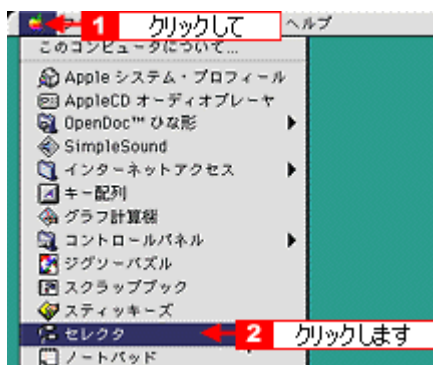 1 クリックして ヘルプ
このコンピュータについて...
Apple システム・プロフィール
AppleCD オーディオプレーヤ
OpenDoc™ ひな形
SimpleSound
インターネットアクセス
キー配列
グラフ計算機
コントロールパネル
ジグソーパズル
スクラップブック
スティッキーズ
セレクタ 2 クリックします
ノートパッド